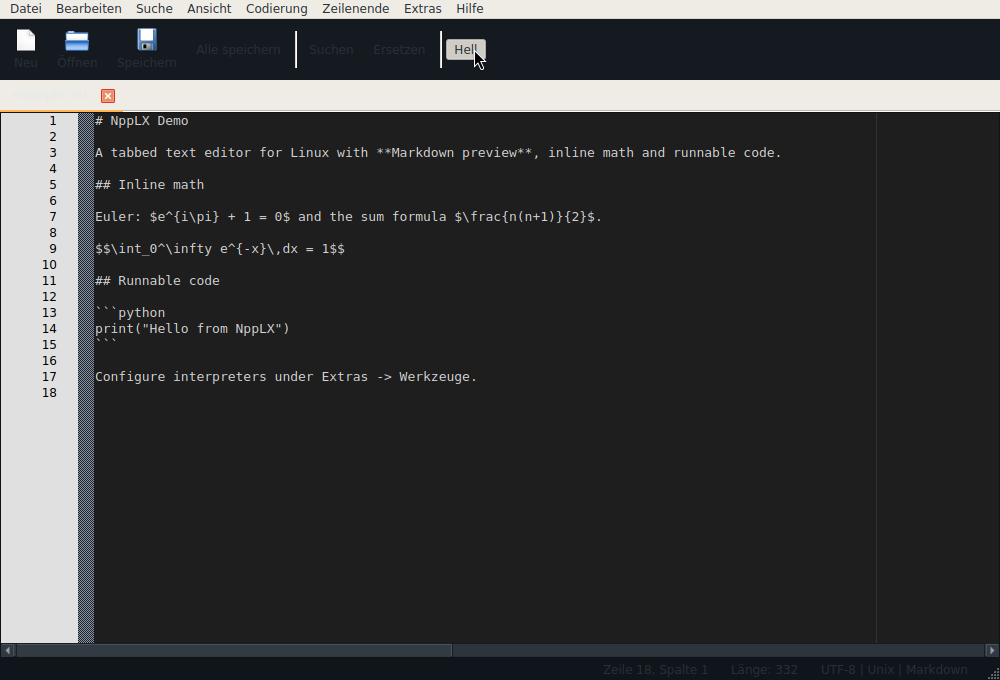 Datei Bearbeiten Suche Ansicht Codierung Zeilenende Extras Hilfe
Neu Öffnen Speichern Alle speichern Suchen Ersetzen Hell
1 # NppLX Demo
2
3 A tabbed text editor for Linux with **Markdown preview**, inline math and runnable code.
4
5 ## Inline math
6
7 Euler: $e^{i\pi} + 1 = 0$ and the sum formula $\frac{n(n+1)}{2}$.
8
9 $$\int_0^\infty e^{-x}\,dx = 1$$
10
11 ## Runnable code
12
13 ```python
14 print("Hello from NppLX")
15 ```
16
17 Configure interpreters under Extras -> Werkzeuge.
18
Zeile 18, Spalte 1 Länge: 332 UTF-8 | Unix | Markdown